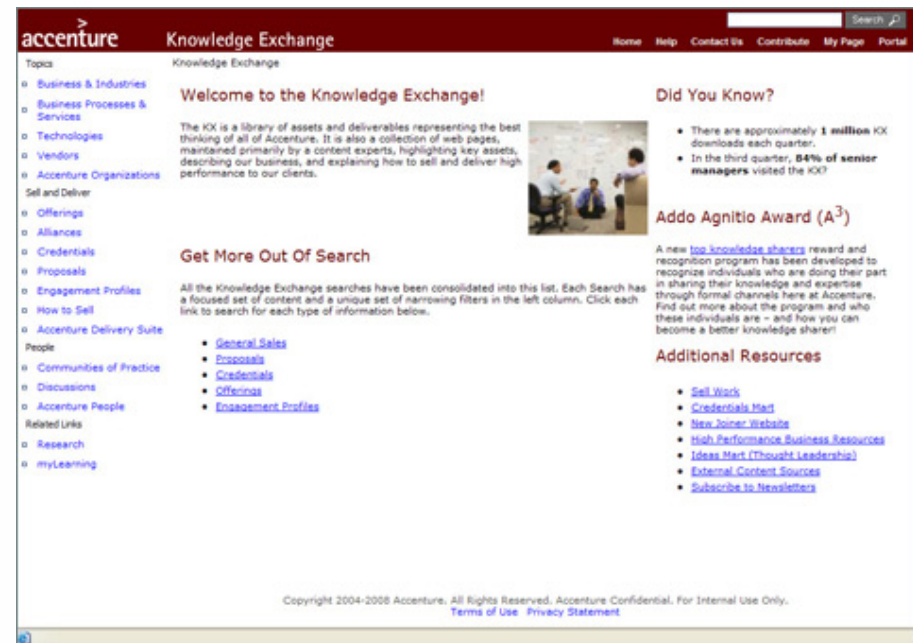 accenture
Knowledge Exchange
Search
Home Help Contact Us Contribute My Page Portal
Topics
Business & Industries
Business Processes &
Services
Technologies
Vendors
Accenture Organizations
Sell and Deliver
Offerings
Alliances
Credentials
Proposals
Engagement Profiles
How to Sell
Accenture Delivery Suite
People
Communities of Practice
Discussions
Accenture People
Related Links
Research
myLearning
Knowledge Exchange
Welcome to the Knowledge Exchange!
The KX is a library of assets and deliverables representing the best
thinking of all of Accenture. It is also a collection of web pages,
maintained primarily by a content experts, highlighting key assets,
describing our business, and explaining how to sell and deliver high
performance to our clients.
Get More Out Of Search
All the Knowledge Exchange searches have been consolidated into this list. Each Search has
a focused set of content and a unique set of narrowing filters in the left column. Click each
link to search for each type of information below.
General Sales
Proposals
Credentials
Offerings
Engagement Profiles
Did You Know?
There are approximately 1 million KX
downloads each quarter.
In the third quarter, 84% of senior
managers visited the KX?
Addo Agnitio Award (A3)
A new top knowledge sharers reward and
recognition program has been developed to
recognize individuals who are doing their part
in sharing their knowledge and expertise
through formal channels here at Accenture.
Find out more about the program and who
these individuals are – and how you can
become a better knowledge sharer!
Additional Resources
Sell Work
Credentials Mart
New Joiner Website
High Performance Business Resources
Ideas Mart (Thought Leadership)
External Content Sources
Subscribe to Newsletters
Copyright 2004-2008 Accenture. All Rights Reserved. Accenture Confidential. For Internal Use Only.
Terms of Use Privacy Statement